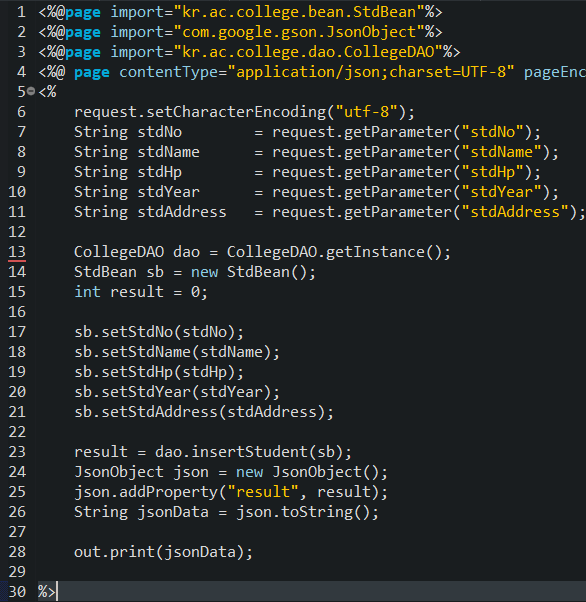 1 <%@page import="kr.ac.college.bean.StdBean"%>
2 <%@page import="com.google.gson.JsonObject"%>
3 <%@page import="kr.ac.college.dao.CollegeDAO"%>
4 <%@ page contentType="application/json;charset=UTF-8" pageEnc
5 <%
6 request.setCharacterEncoding("utf-8");
7 String stdNo = request.getParameter("stdNo");
8 String stdName = request.getParameter("stdName");
9 String stdHp = request.getParameter("stdHp");
10 String stdYear = request.getParameter("stdYear");
11 String stdAddress = request.getParameter("stdAddress");
12
13 CollegeDAO dao = CollegeDAO.getInstance();
14 StdBean sb = new StdBean();
15 int result = 0;
16
17 sb.setStdNo(stdNo);
18 sb.setStdName(stdName);
19 sb.setStdHp(stdHp);
20 sb.setStdYear(stdYear);
21 sb.setStdAddress(stdAddress);
22
23 result = dao.insertStudent(sb);
24 JsonObject json = new JsonObject();
25 json.addProperty("result", result);
26 String jsonData = json.toString();
27
28 out.print(jsonData);
29
30 %>